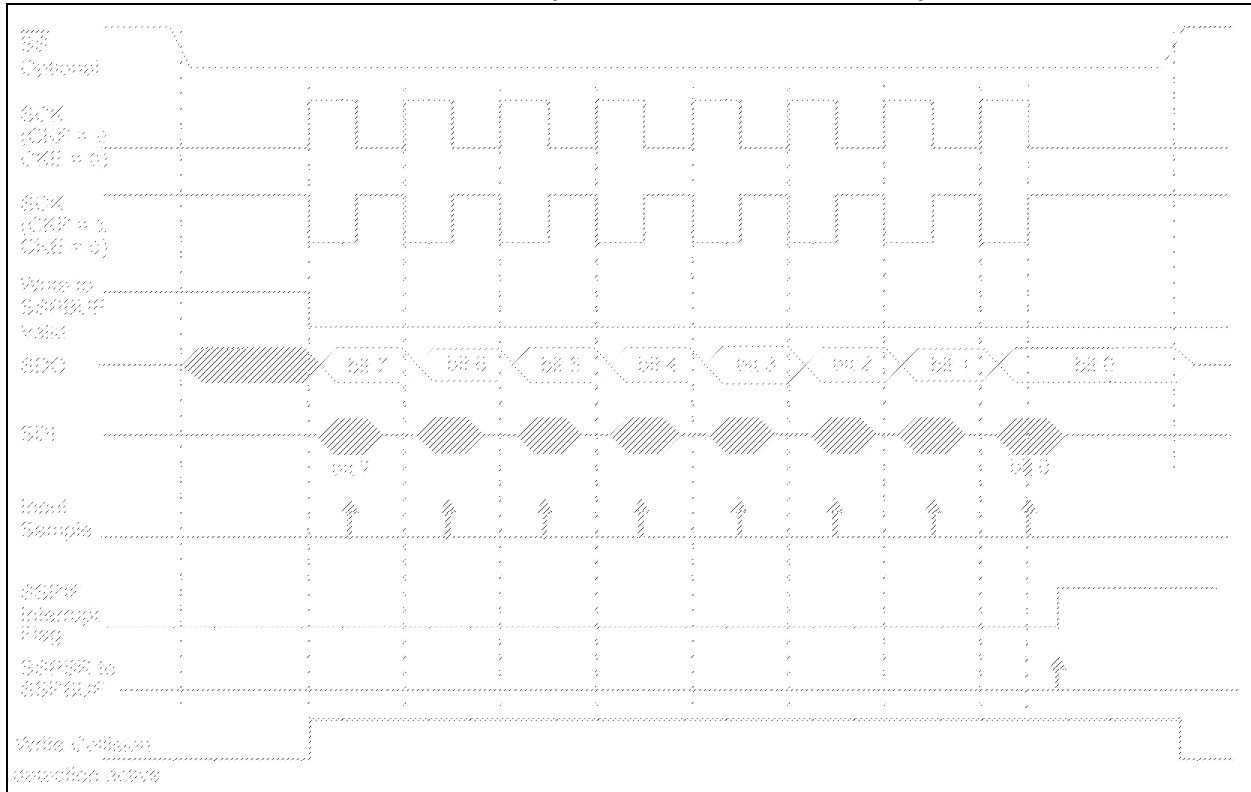 SS
Optional
SCK
(CKP = 0
CKE = 0)
SCK
(CKP = 1
CKE = 0)
Write to
SSPBUF
Valid
SDO
bit 7
bit 6
bit 5
bit 4
bit 3
bit 2
bit 1
bit 0
SDI
bit 7
bit 0
Input
Sample
SSPIF
Interrupt
Flag
SSPSR to
SSPBUF
Write Collision
detection active